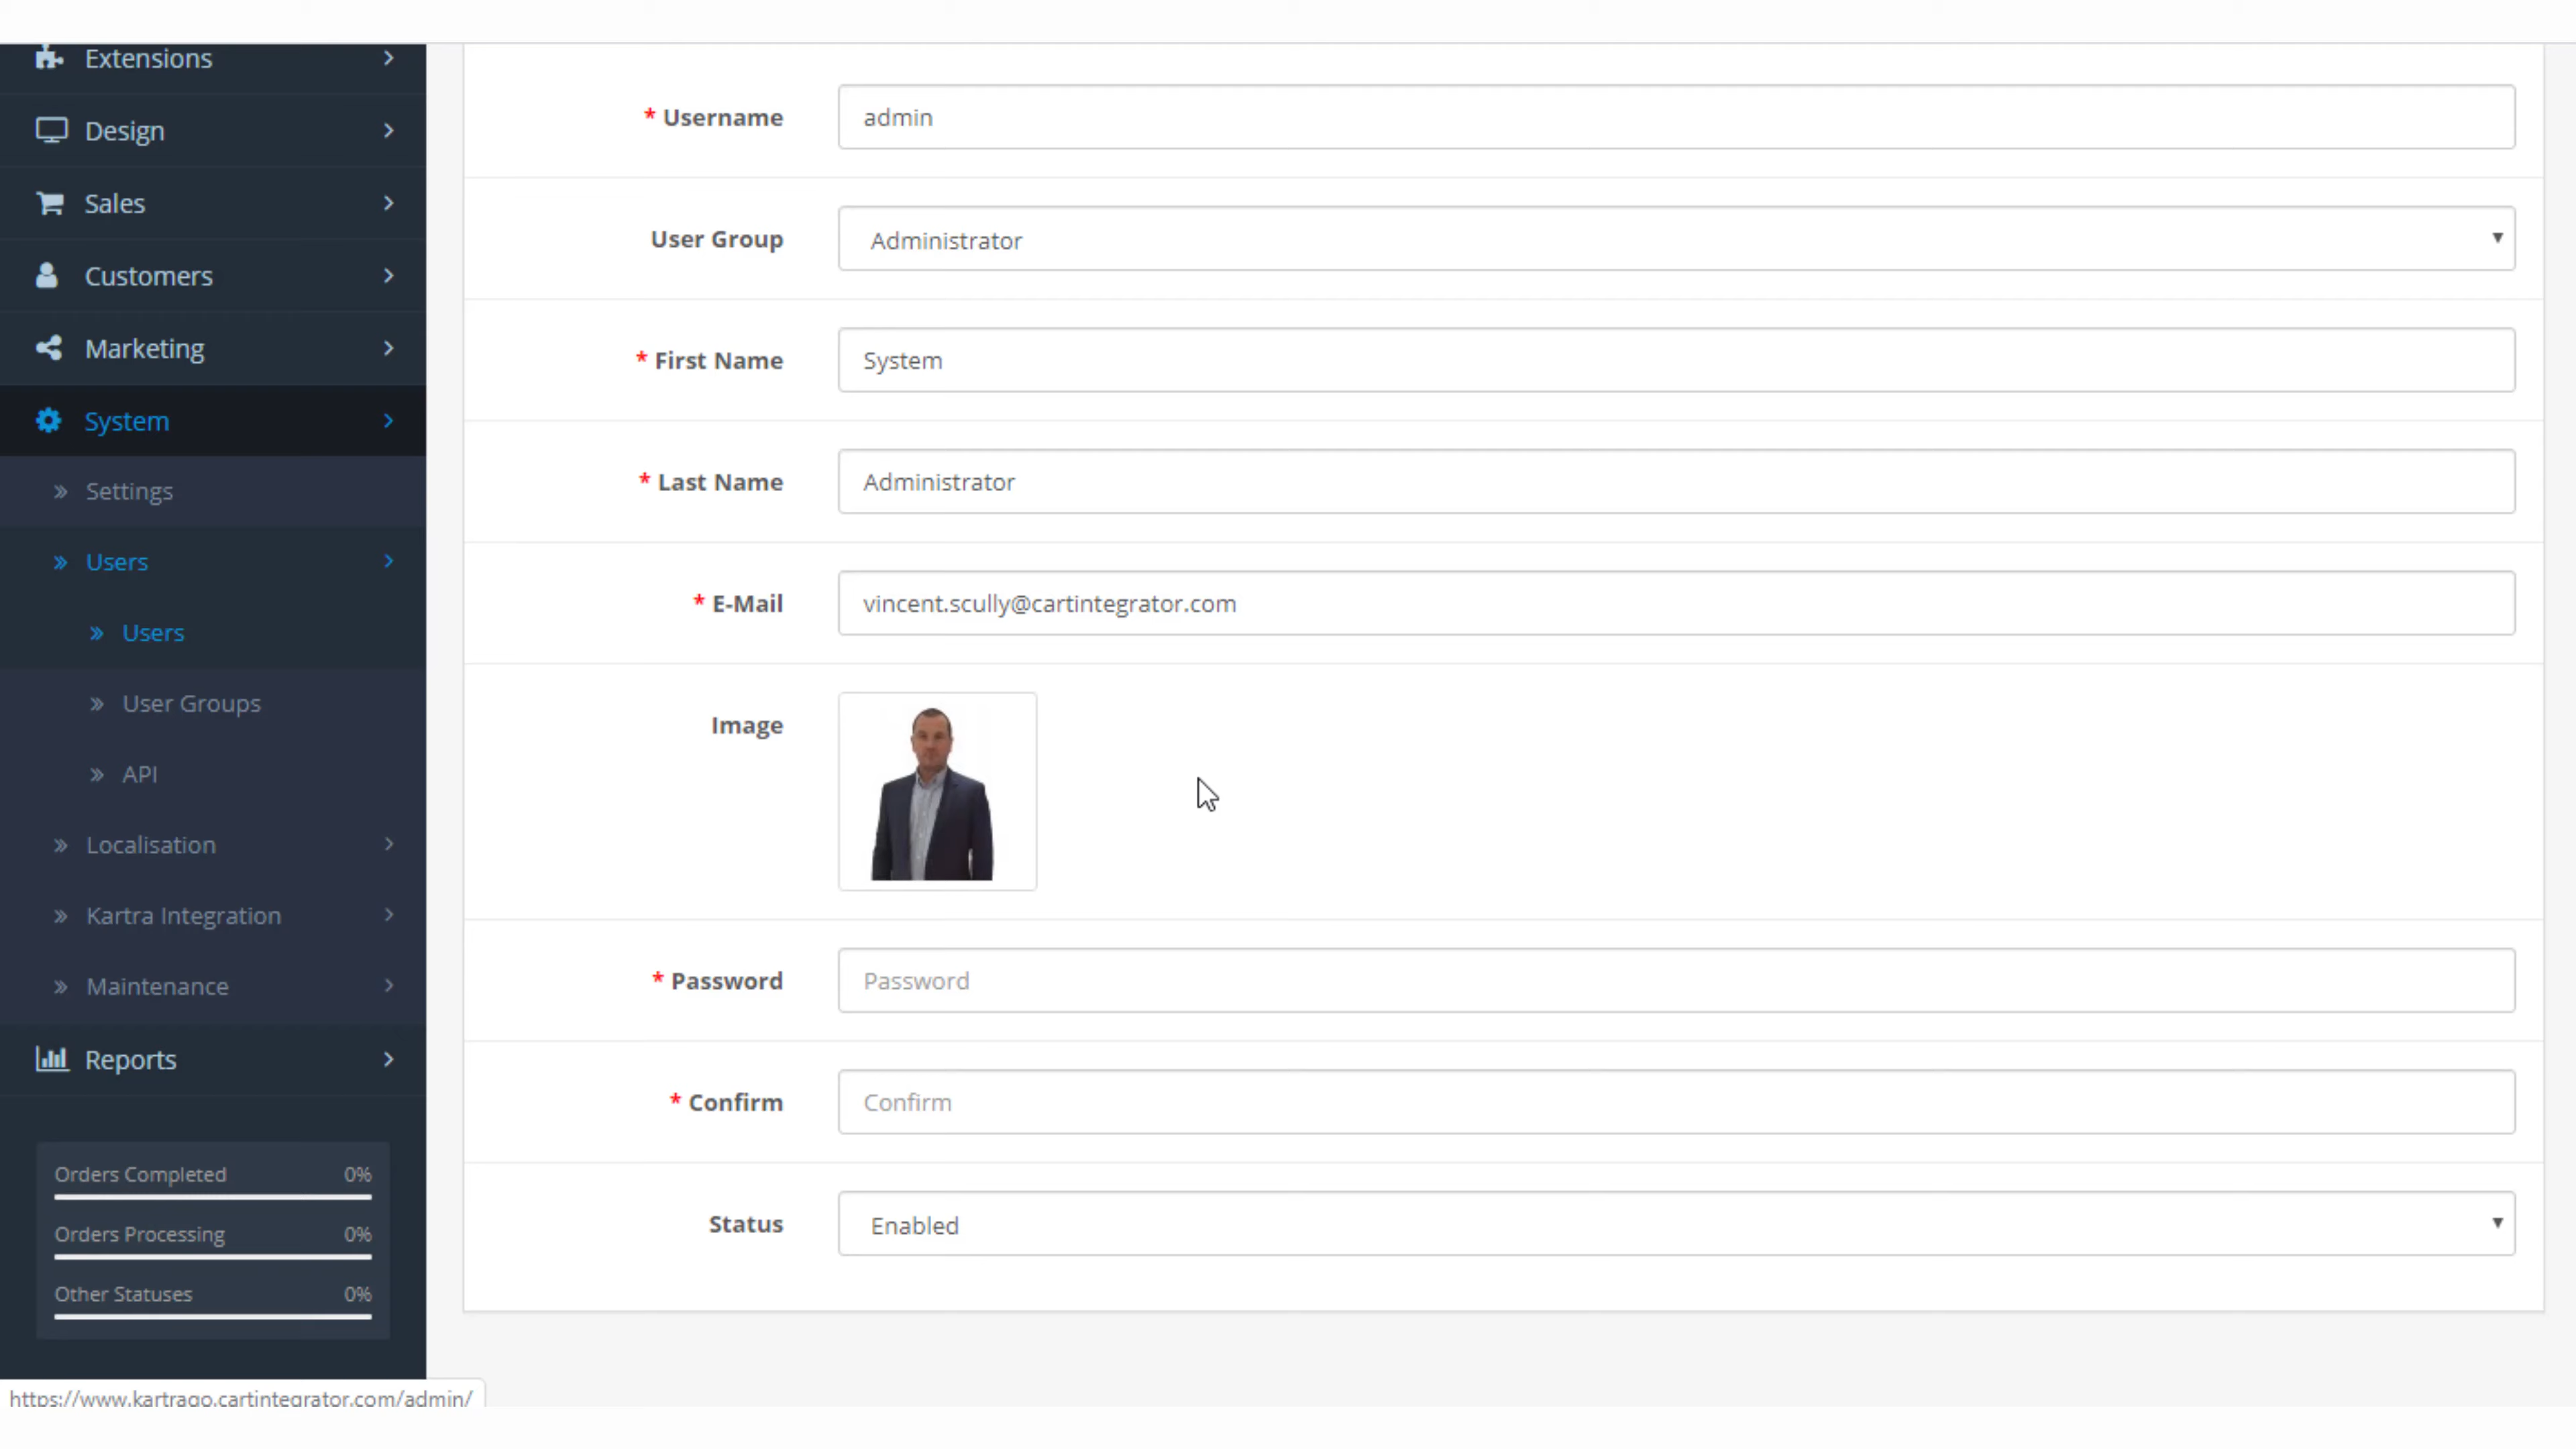 Extensions
Design
Sales
Customers
Marketing
System
Settings
Users
Users
User Groups
API
Localisation
Kartra Integration
Maintenance
Reports
Orders Completed 0%
Orders Processing 0%
Other Statuses 0%
https://www.kartrago.cartintegrator.com/admin/
* Username admin
User Group Administrator
* First Name System
* Last Name Administrator
* E-Mail vincent.scully@cartintegrator.com
Image
* Password Password
* Confirm Confirm
Status Enabled